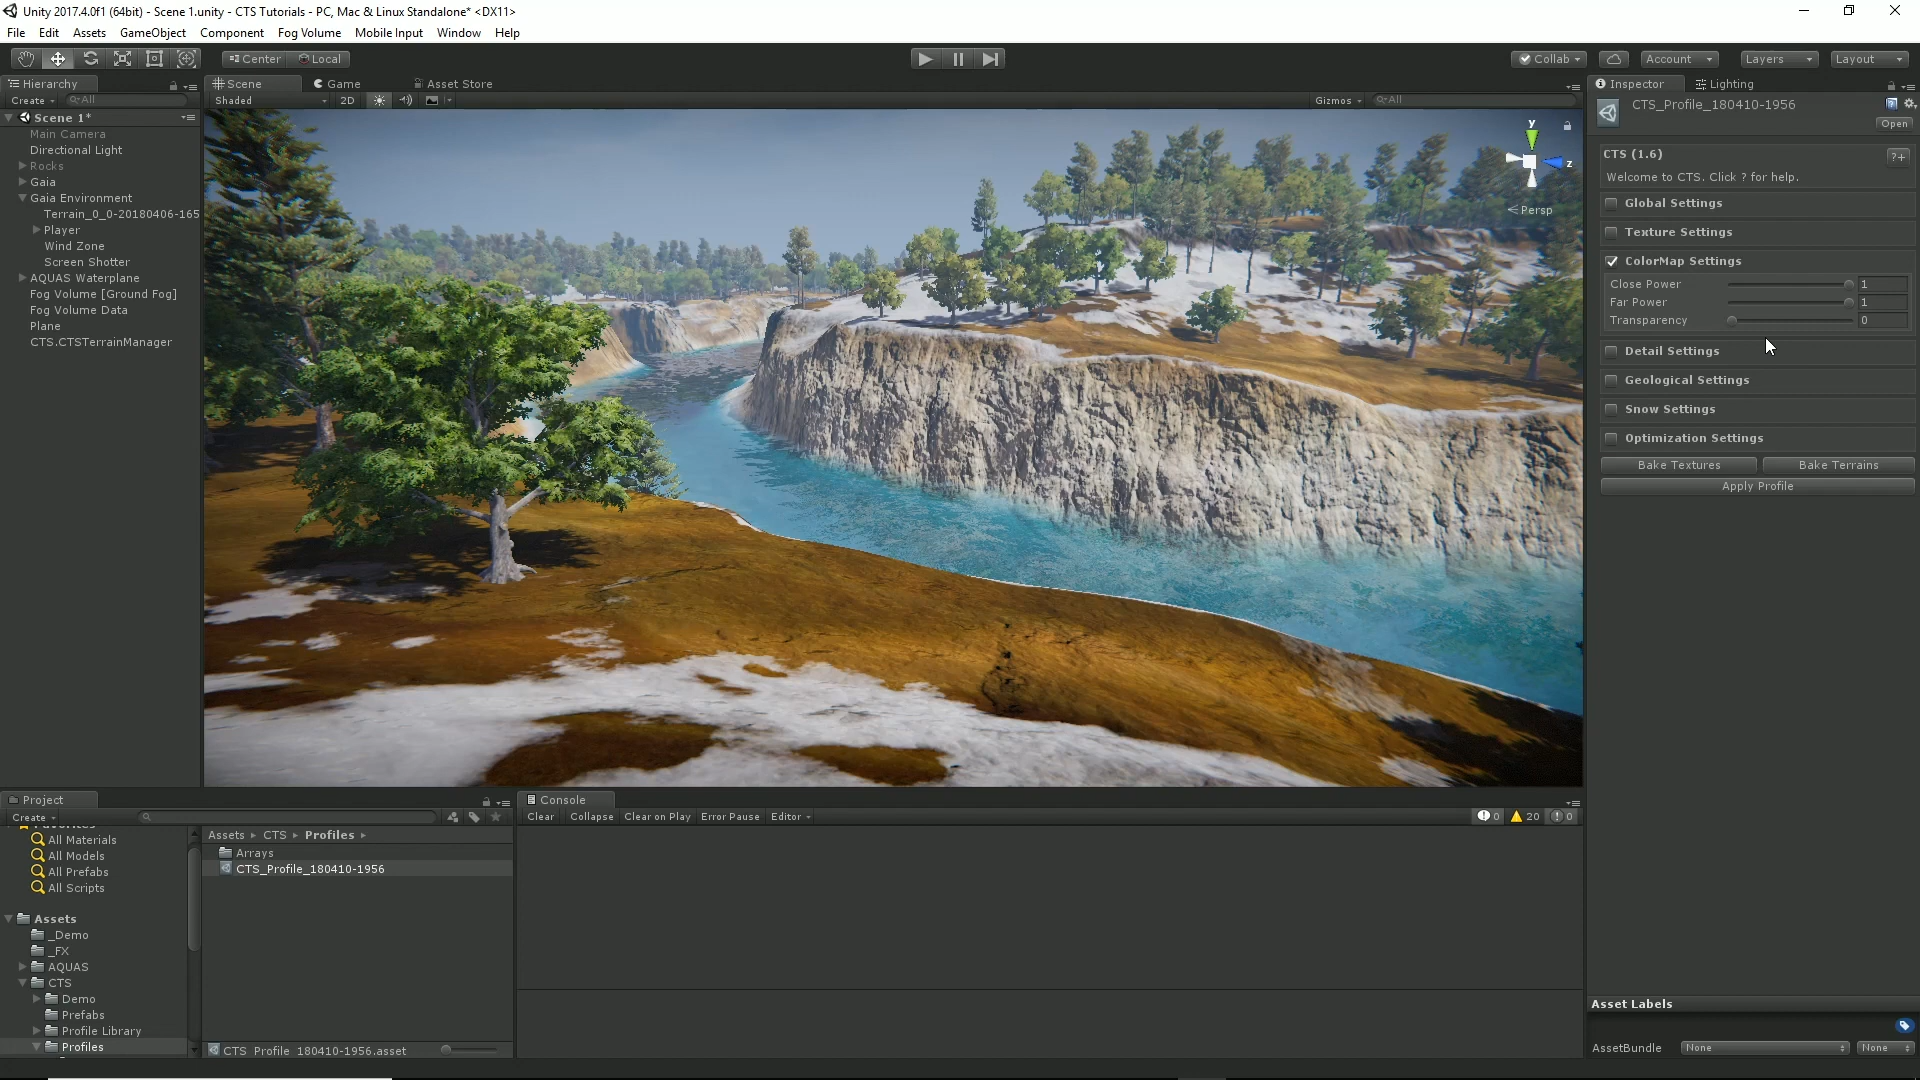 Unity 2017.4.0f1 (64bit) - Scene 1.unity - CTS Tutorials - PC, Mac & Linux Standalone* <DX11>
File Edit Assets GameObject Component Fog Volume Mobile Input Window Help
Center Local Collab Account Layers Layout
Hierarchy
Create All
Scene 1*
Main Camera
Directional Light
Rocks
Gaia
Gaia Environment
Terrain_0_0-20180406-165
Player
Wind Zone
Screen Shotter
AQUAS Waterplane
Fog Volume [Ground Fog]
Fog Volume Data
Plane
CTS.CTSTerrainManager
Scene Game Asset Store
Shaded 2D Gizmos All
y
z
Persp
Inspector Lighting
CTS_Profile_180410-1956
Open
CTS (1.6)
?+
Welcome to CTS. Click ? for help.
Global Settings
Texture Settings
ColorMap Settings
Close Power 1
Far Power 1
Transparency 0
Detail Settings
Geological Settings
Snow Settings
Optimization Settings
Bake Textures Bake Terrains
Apply Profile
Project
Create
All Materials
All Models
All Prefabs
All Scripts
Assets
_Demo
_FX
AQUAS
CTS
Demo
Prefabs
Profile Library
Profiles
Assets CTS Profiles
Arrays
CTS_Profile_180410-1956
CTS_Profile_180410-1956.asset
Console
Clear Collapse Clear on Play Error Pause Editor 0 20 0
Asset Labels
AssetBundle None None